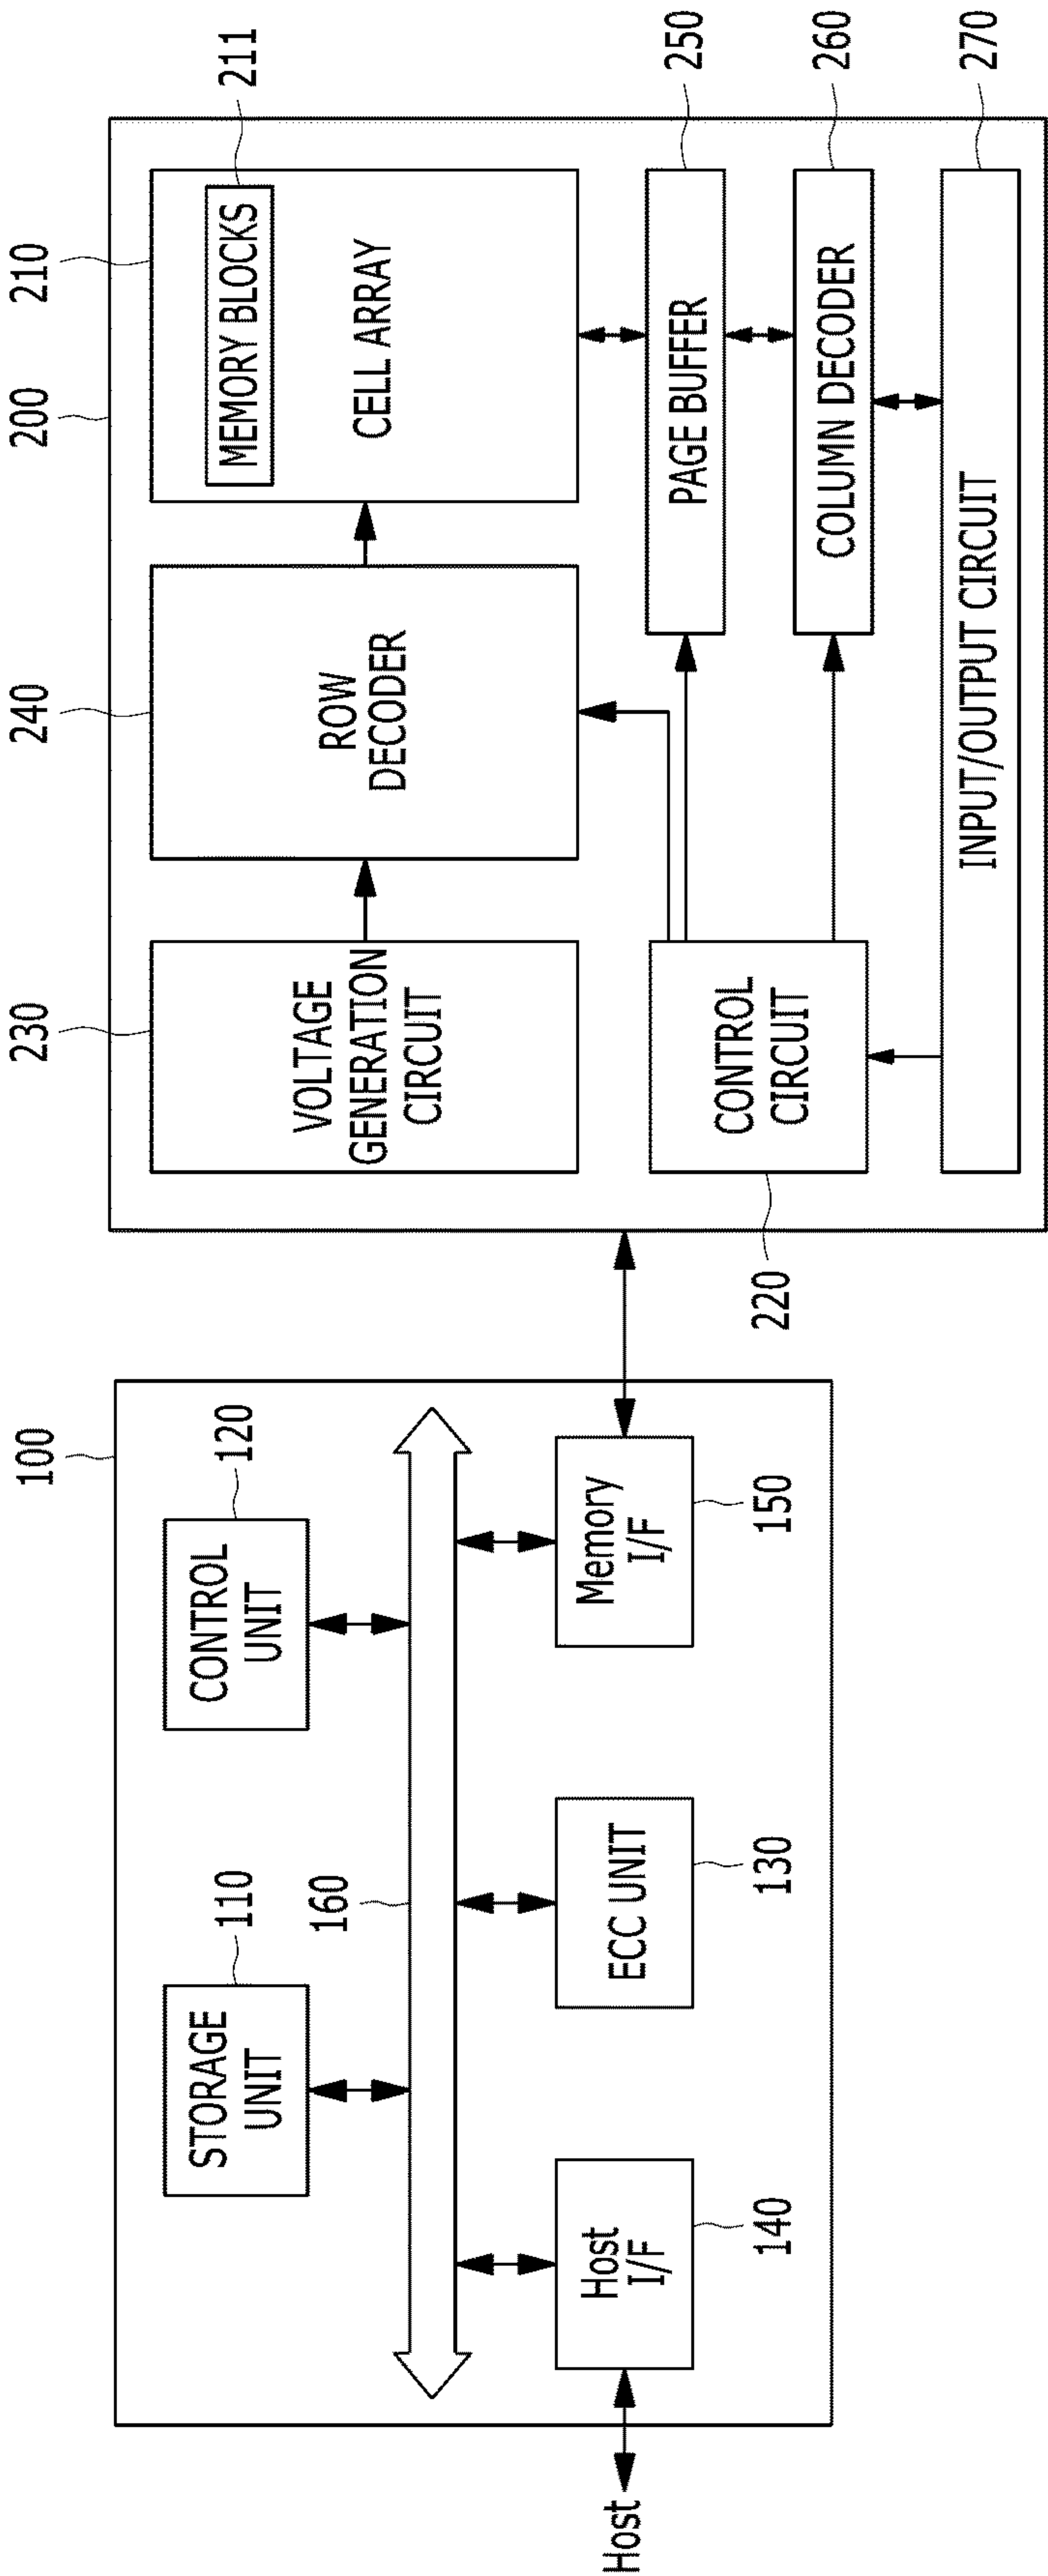 100
STORAGE
UNIT
110
CONTROL
UNIT
120
160
Host
Host
I/F
140
ECC UNIT
130
Memory
I/F
150
200
230
VOLTAGE
GENERATION
CIRCUIT
240
ROW
DECODER
210
MEMORY BLOCKS
211
CELL ARRAY
CONTROL
CIRCUIT
220
PAGE BUFFER
250
COLUMN DECODER
260
INPUT/OUTPUT CIRCUIT
270